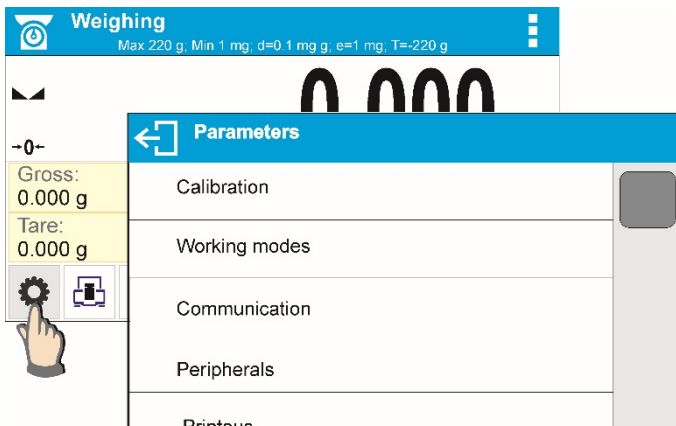 Weighing
Max 220 g; Min 1 mg; d=0.1 mg g; e=1 mg; T=-220 g
0.000
→0←
Parameters
Gross:
0.000 g
Calibration
Tare:
0.000 g
Working modes
Communication
Peripherals